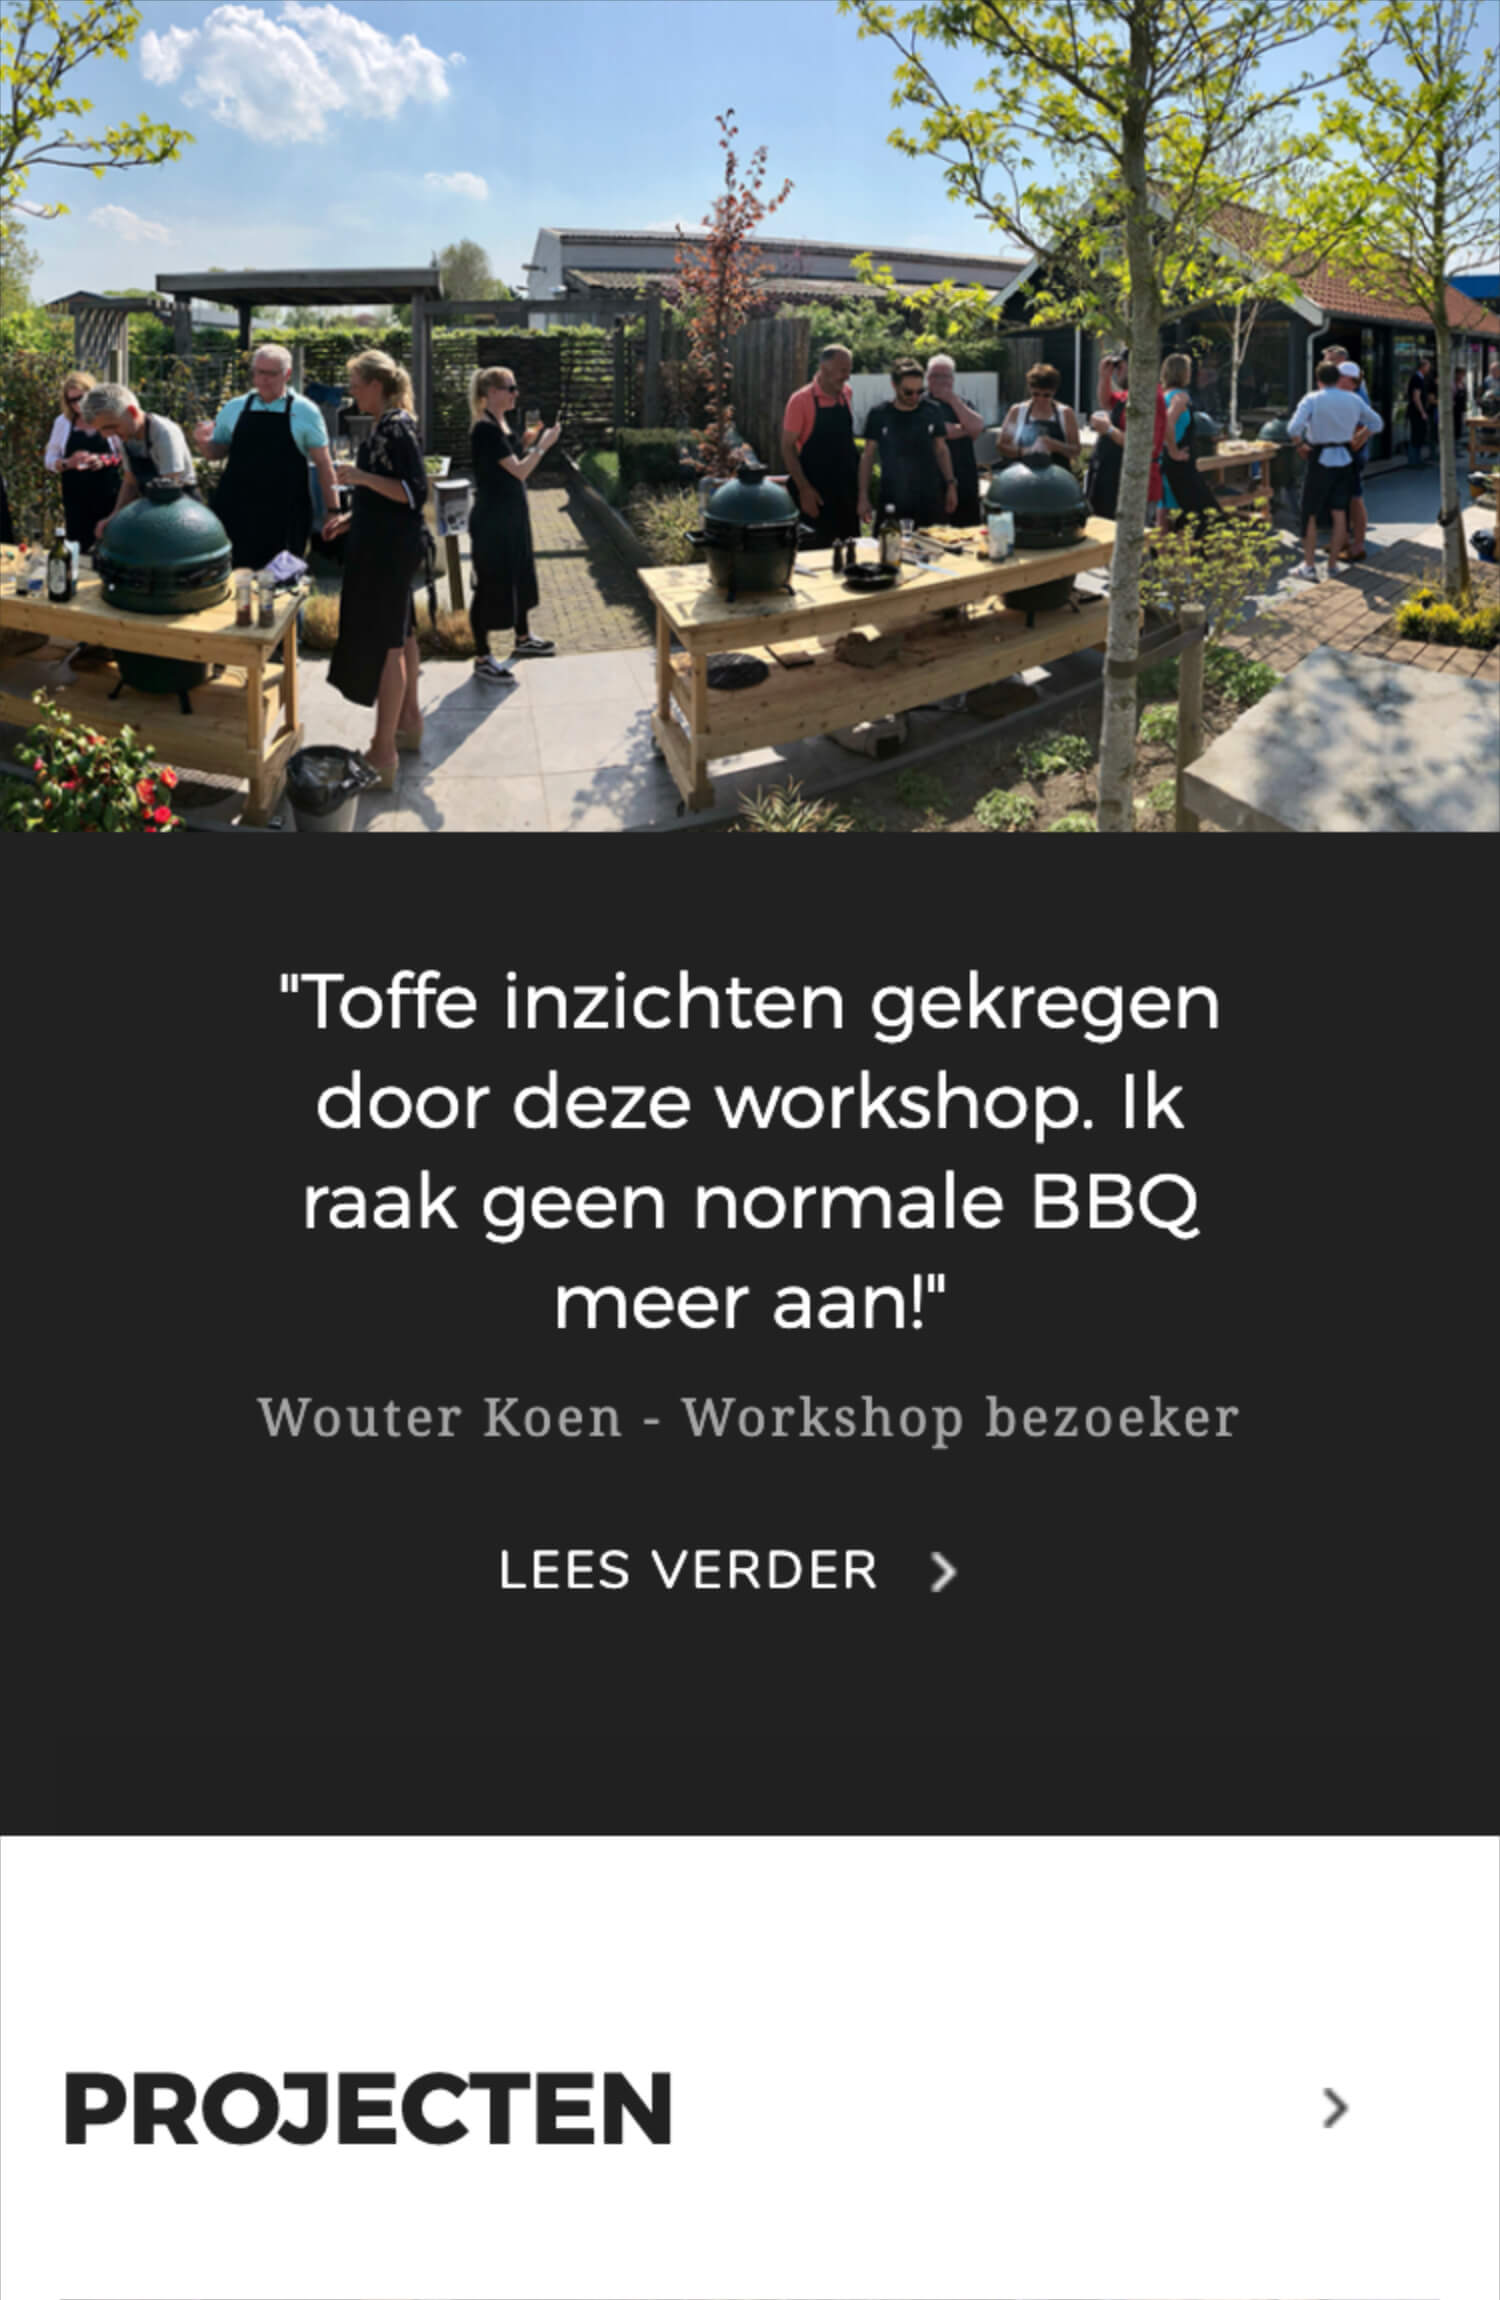 "Toffe inzichten gekregen
door deze workshop. Ik
raak geen normale BBQ
meer aan!"
Wouter Koen - Workshop bezoeker
LEES VERDER
PROJECTEN